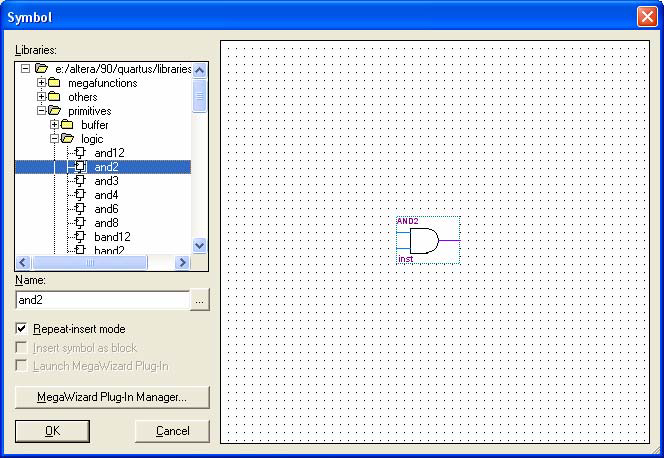 Symbol
Libraries:
e:/altera/90/quartus/libraries
megafunctions
others
primitives
buffer
logic
and12
and2
and3
and4
and6
and8
band12
band2
Name:
and2
...
Repeat-insert mode
Insert symbol as block
Launch MegaWizard Plug-In
MegaWizard Plug-In Manager...
OK
Cancel
AND2
inst